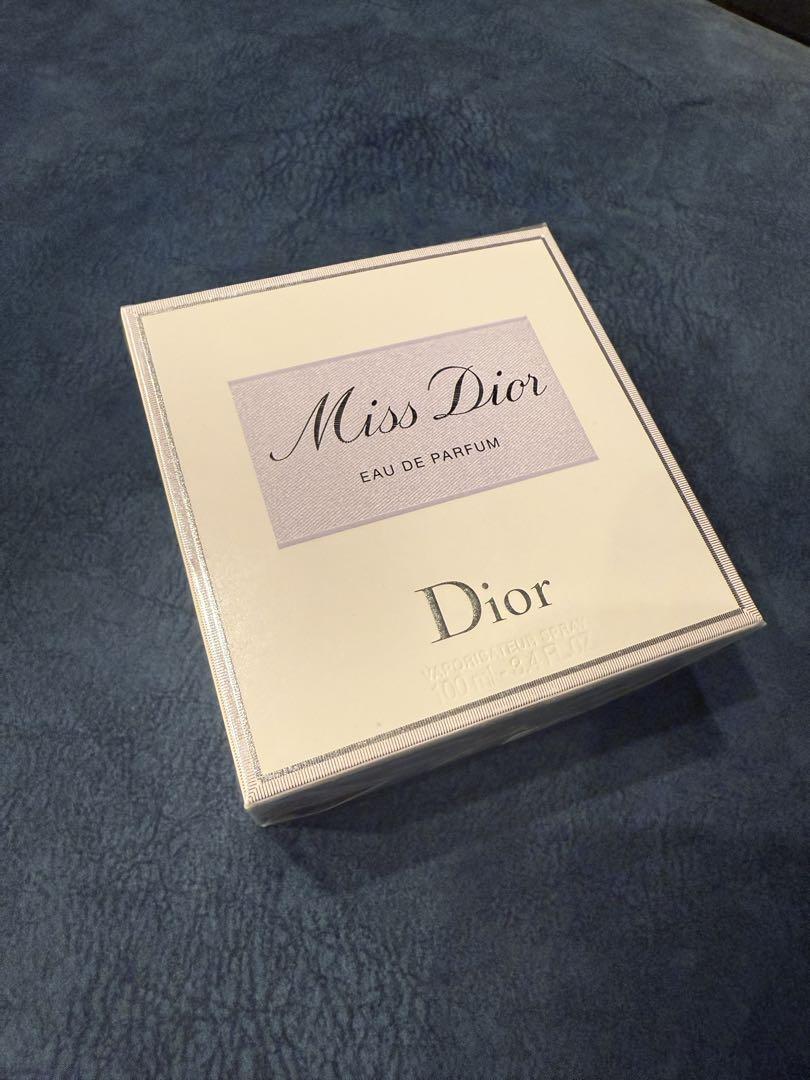 Miss Dior
EAU DE PARFUM
Dior
VAPORISATEUR SPRAY
100 ml - 3.4 FL.OZ